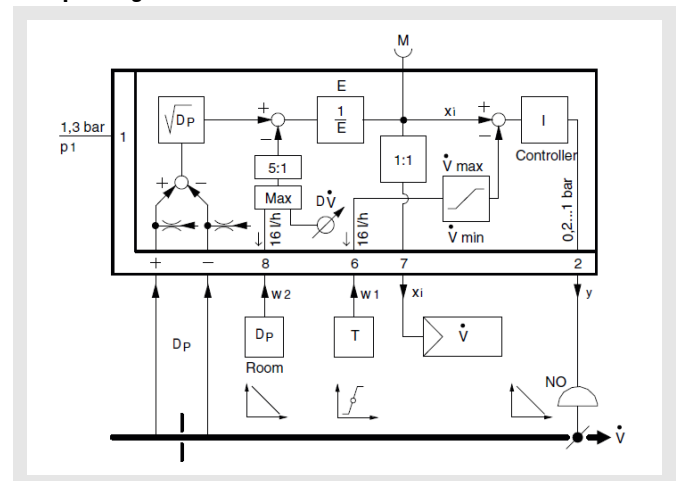 M
E
1,3 bar
p1
1
√DP
+
−
1
E
xi
+
−
I
Controller
5:1
1:1
V̇ max
+
−
Max
DV̇
16 l/h
16 l/h
V̇ min
0,2...1 bar
+
−
8
6
7
2
w2
w1
xi
y
DP
DP
T
V̇
Room
NO
V̇